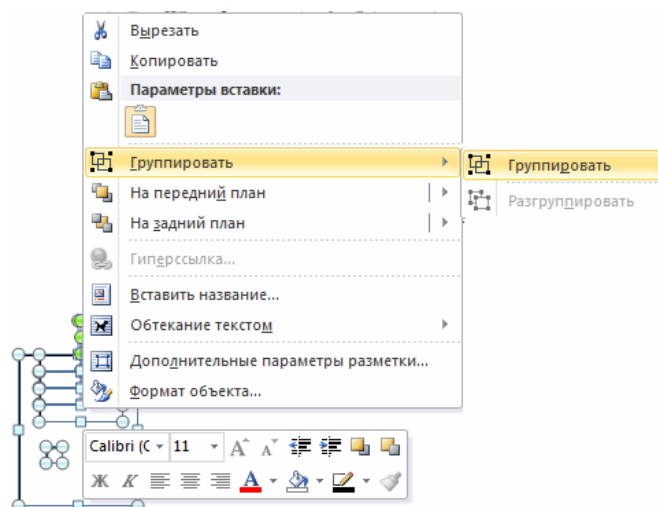 Вырезать
Копировать
Параметры вставки:
Группировать
Группировать
На передний план
Разгруппировать
На задний план
Гиперссылка...
Вставить название...
Обтекание текстом
Дополнительные параметры разметки...
Формат объекта...
Calibri (С 11 A A
Ж К A